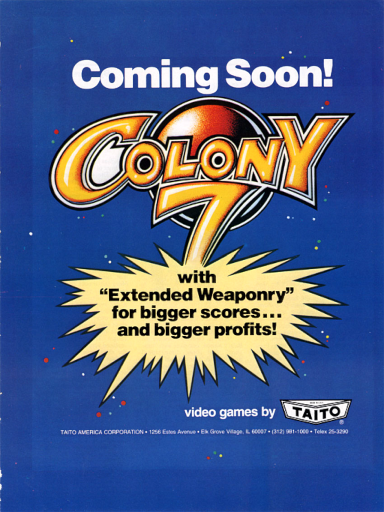 Coming Soon!
COLONY
7
with
“Extended Weaponry”
for bigger scores...
and bigger profits!
video games by TAITO®
TAITO AMERICA CORPORATION • 1256 Estes Avenue • Elk Grove Village, IL 60007 • (312) 981-1000 • Telex 25-3290